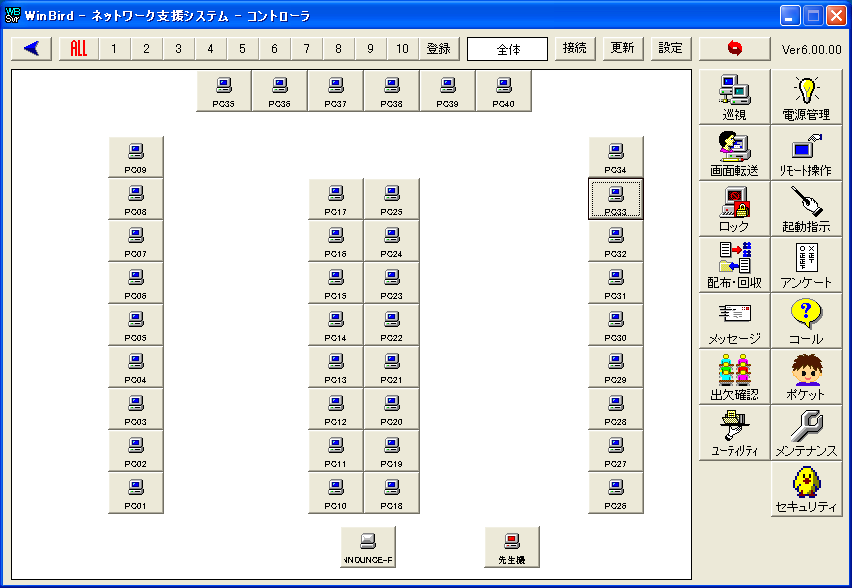 WinBird - ネットワーク支援システム - コントローラ
ALL 1 2 3 4 5 6 7 8 9 10 登録 全体 接続 更新 設定 Ver6.00.00
PC35 PC36 PC37 PC38 PC39 PC40
PC09 PC34
PC08 PC17 PC25 PC33
PC07 PC16 PC24 PC32
PC06 PC15 PC23 PC31
PC05 PC14 PC22 PC30
PC04 PC13 PC21 PC29
PC03 PC12 PC20 PC28
PC02 PC11 PC19 PC27
PC01 PC10 PC18 PC26
NNOUNCE-F 先生機
巡視 電源管理
画面転送 リモート操作
ロック 起動指示
配布・回収 アンケート
メッセージ コール
出欠確認 ポケット
ユーティリティ メンテナンス
セキュリティ